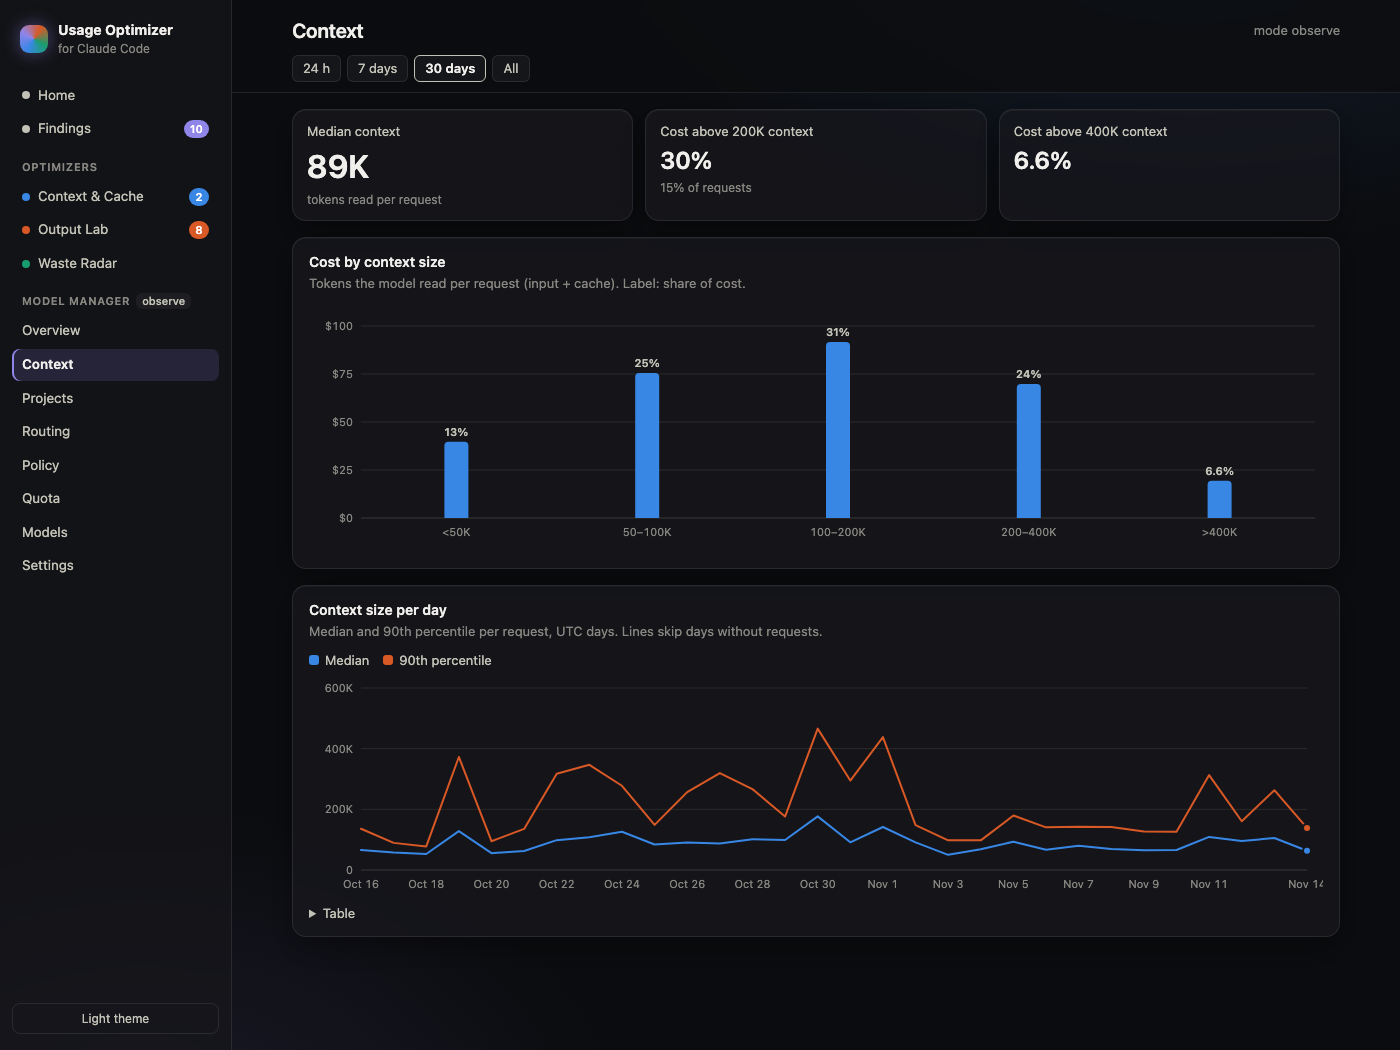 Usage Optimizer
for Claude Code
Home
Findings
10
OPTIMIZERS
Context & Cache
2
Output Lab
8
Waste Radar
MODEL MANAGER
observe
Overview
Context
Projects
Routing
Policy
Quota
Models
Settings
Light theme
Context
mode observe
24 h
7 days
30 days
All
Median context
89K
tokens read per request
Cost above 200K context
30%
15% of requests
Cost above 400K context
6.6%
Cost by context size
Tokens the model read per request (input + cache). Label: share of cost.
$100
$75
$50
$25
$0
13%
25%
31%
24%
6.6%
<50K
50–100K
100–200K
200–400K
>400K
Context size per day
Median and 90th percentile per request, UTC days. Lines skip days without requests.
Median
90th percentile
600K
400K
200K
0
Oct 16
Oct 18
Oct 20
Oct 22
Oct 24
Oct 26
Oct 28
Oct 30
Nov 1
Nov 3
Nov 5
Nov 7
Nov 9
Nov 11
Nov 14
Table